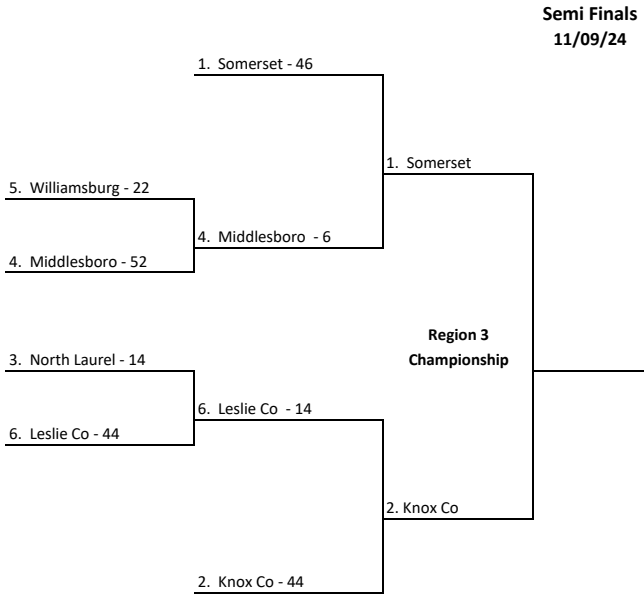 Semi Finals
11/09/24
1. Somerset - 46
1. Somerset
5. Williamsburg - 22
4. Middlesboro - 6
4. Middlesboro - 52
Region 3
Championship
3. North Laurel - 14
6. Leslie Co - 14
6. Leslie Co - 44
2. Knox Co
2. Knox Co - 44